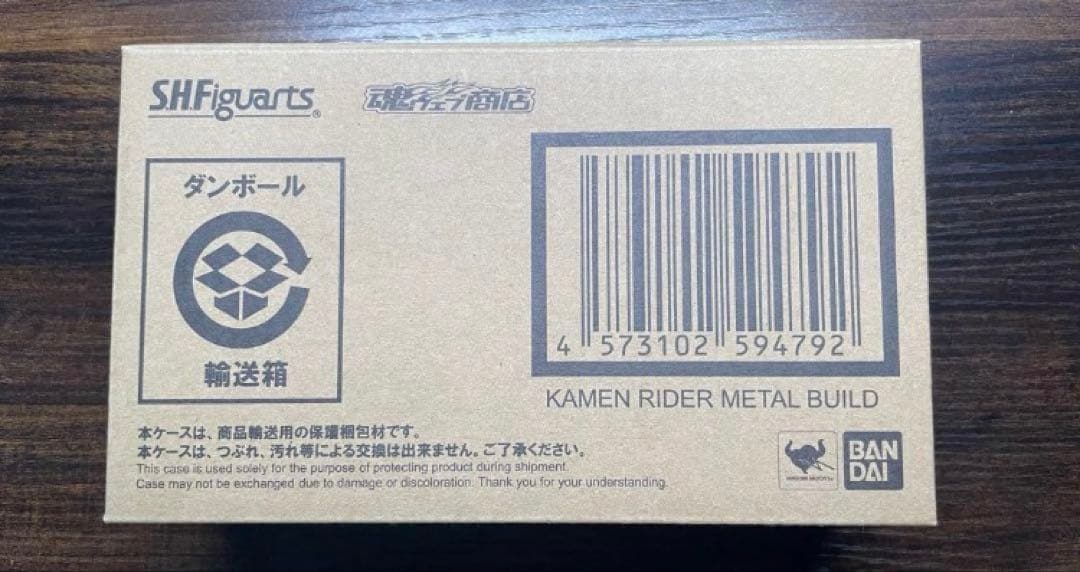 S.H.Figuarts®
魂ウェブ商店
ダンボール
輸送箱
4 573102 594792
KAMEN RIDER METAL BUILD
本ケースは、商品輸送用の保護梱包材です。
本ケースは、つぶれ、汚れ等による交換は出来ません。ご了承ください。
This case is used solely for the purpose of protecting product during shipment.
Case may not be exchanged due to damage or discoloration. Thank you for your understanding.
BAN
DAI